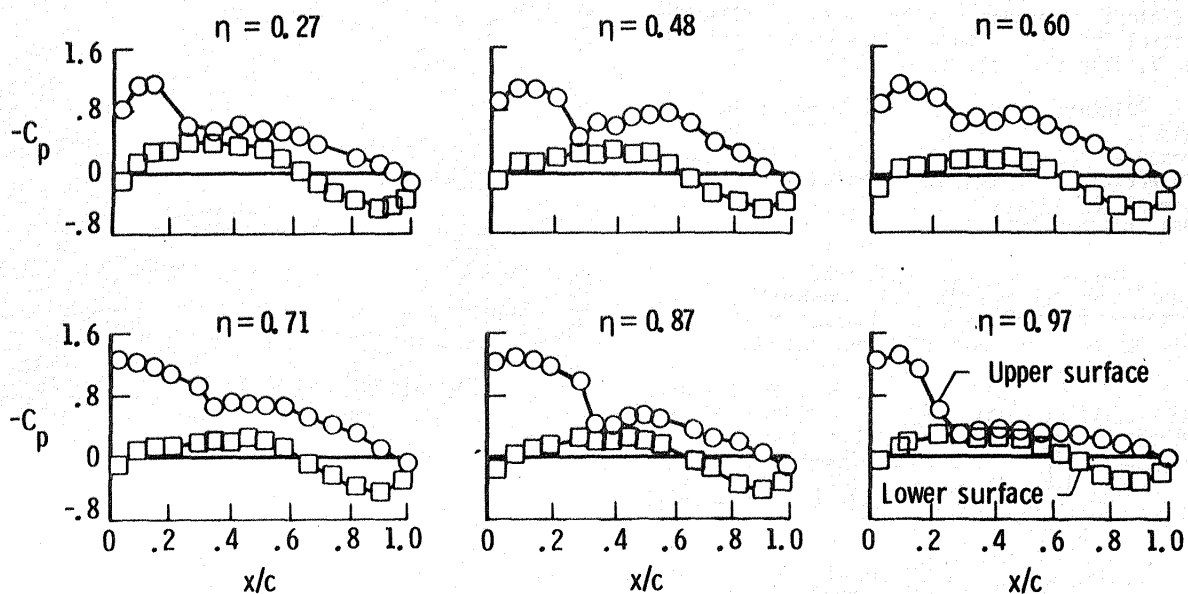 η = 0.27
η = 0.48
η = 0.60
1.6
.8
0
-.8
-Cp
η = 0.71
η = 0.87
η = 0.97
1.6
.8
0
-.8
-Cp
Upper surface
Lower surface
0 .2 .4 .6 .8 1.0
0 .2 .4 .6 .8 1.0
0 .2 .4 .6 .8 1.0
x/c
x/c
x/c